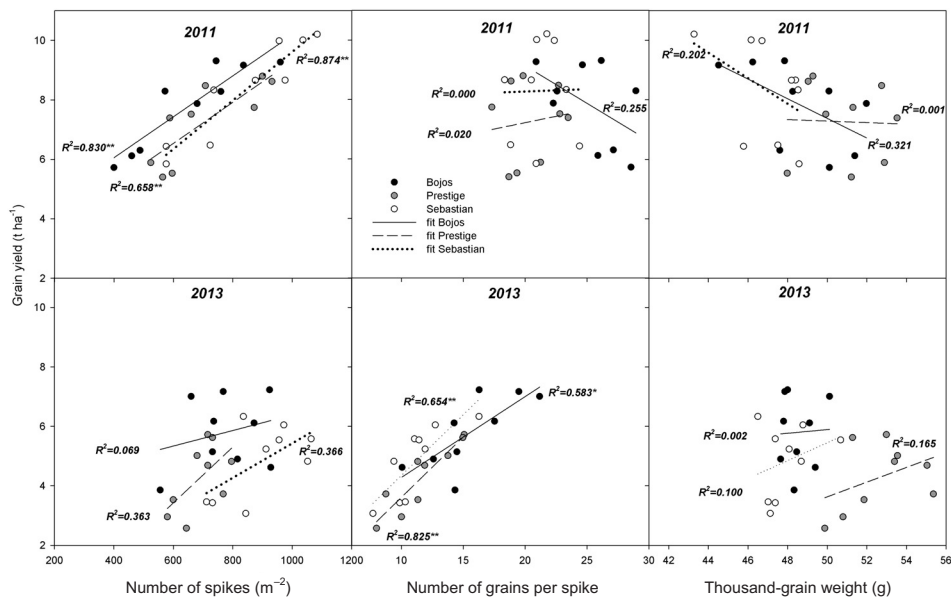 2011
2011
2011
10
8
6
4
2
R²=0.874**
R²=0.830**
R²=0.658**
R²=0.000
R²=0.255
R²=0.020
Bojos
Prestige
Sebastian
fit Bojos
fit Prestige
fit Sebastian
R²=0.202
R²=0.001
R²=0.321
Grain yield (t ha⁻¹)
2013
2013
2013
10
8
6
4
2
R²=0.069
R²=0.366
R²=0.363
R²=0.654**
R²=0.583*
R²=0.825**
R²=0.002
R²=0.165
R²=0.100
200 400 600 800 1000 1200
10 15 20 25 30
44 46 48 50 52 54 56
Number of spikes (m⁻²)
Number of grains per spike
Thousand-grain weight (g)